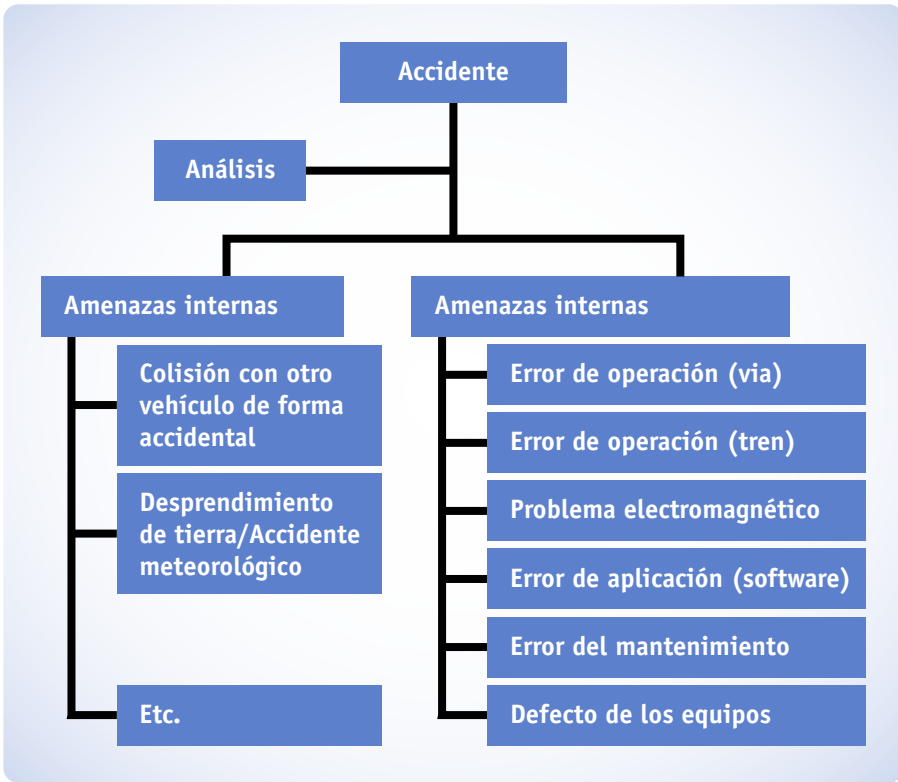 Accidente
Análisis
Amenazas internas
Colisión con otro
vehículo de forma
accidental
Desprendimiento
de tierra/Accidente
meteorológico
Etc.
Amenazas internas
Error de operación (via)
Error de operación (tren)
Problema electromagnético
Error de aplicación (software)
Error del mantenimiento
Defecto de los equipos